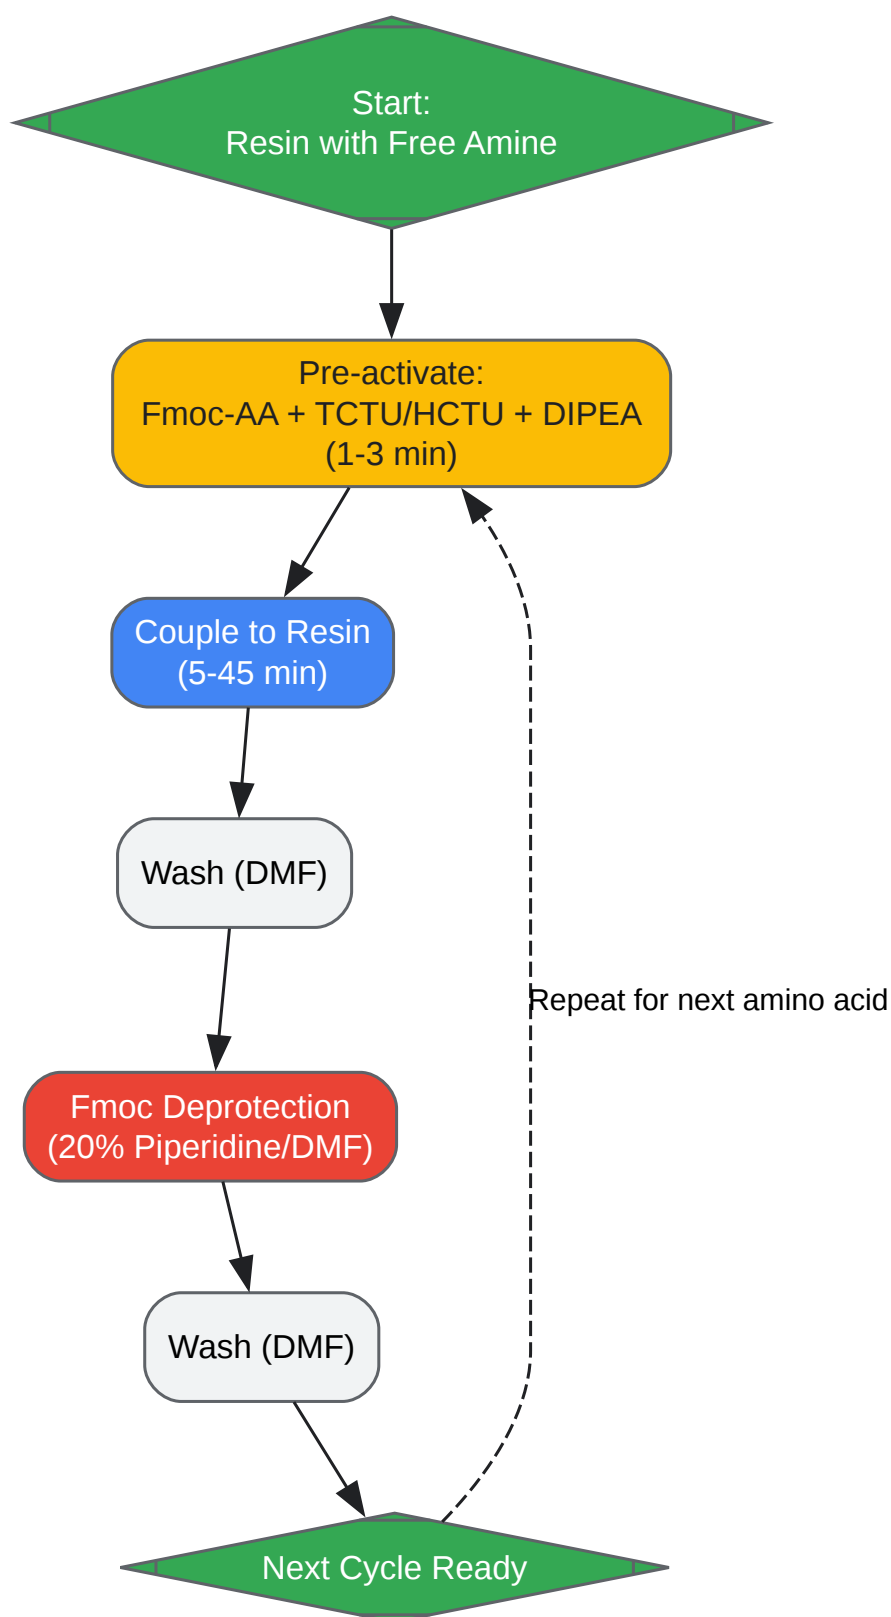 Start:
Resin with Free Amine
Pre-activate:
Fmoc-AA + TCTU/HCTU + DIPEA
(1-3 min)
Couple to Resin
(5-45 min)
Wash (DMF)
Repeat for next amino acid
Fmoc Deprotection
(20% Piperidine/DMF)
Wash (DMF)
Next Cycle Ready